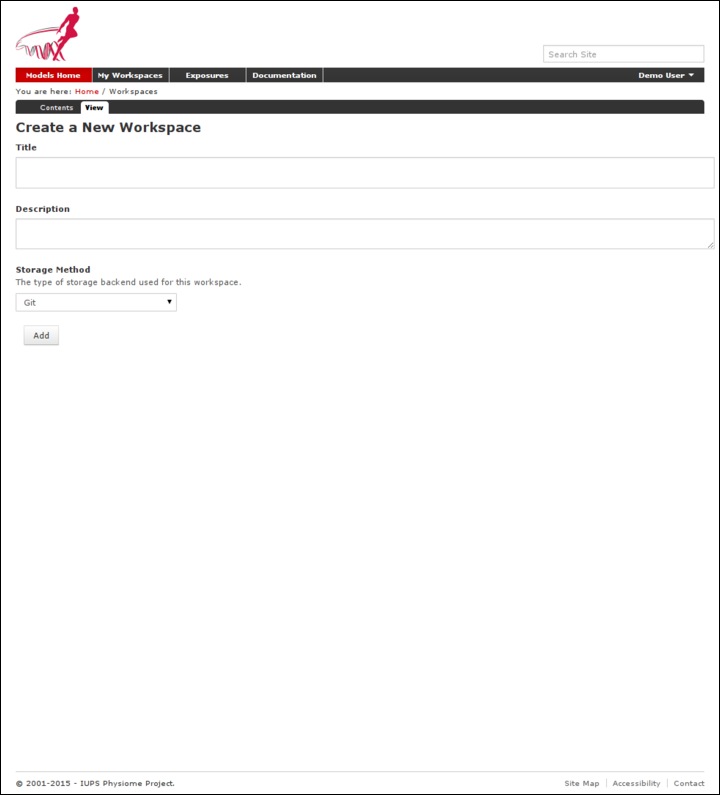 Search Site
Models Home My Workspaces Exposures Documentation Demo User
You are here: Home / Workspaces
Contents View
Create a New Workspace
Title
Description
Storage Method
The type of storage backend used for this workspace.
Git
Add
© 2001-2015 - IUPS Physiome Project. Site Map Accessibility Contact